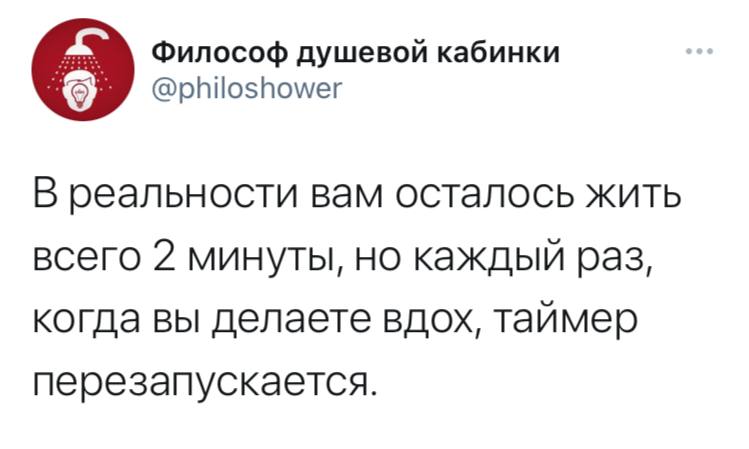 Философ душевой кабинки
@philoshower
В реальности вам осталось жить
всего 2 минуты, но каждый раз,
когда вы делаете вдох, таймер
перезапускается.